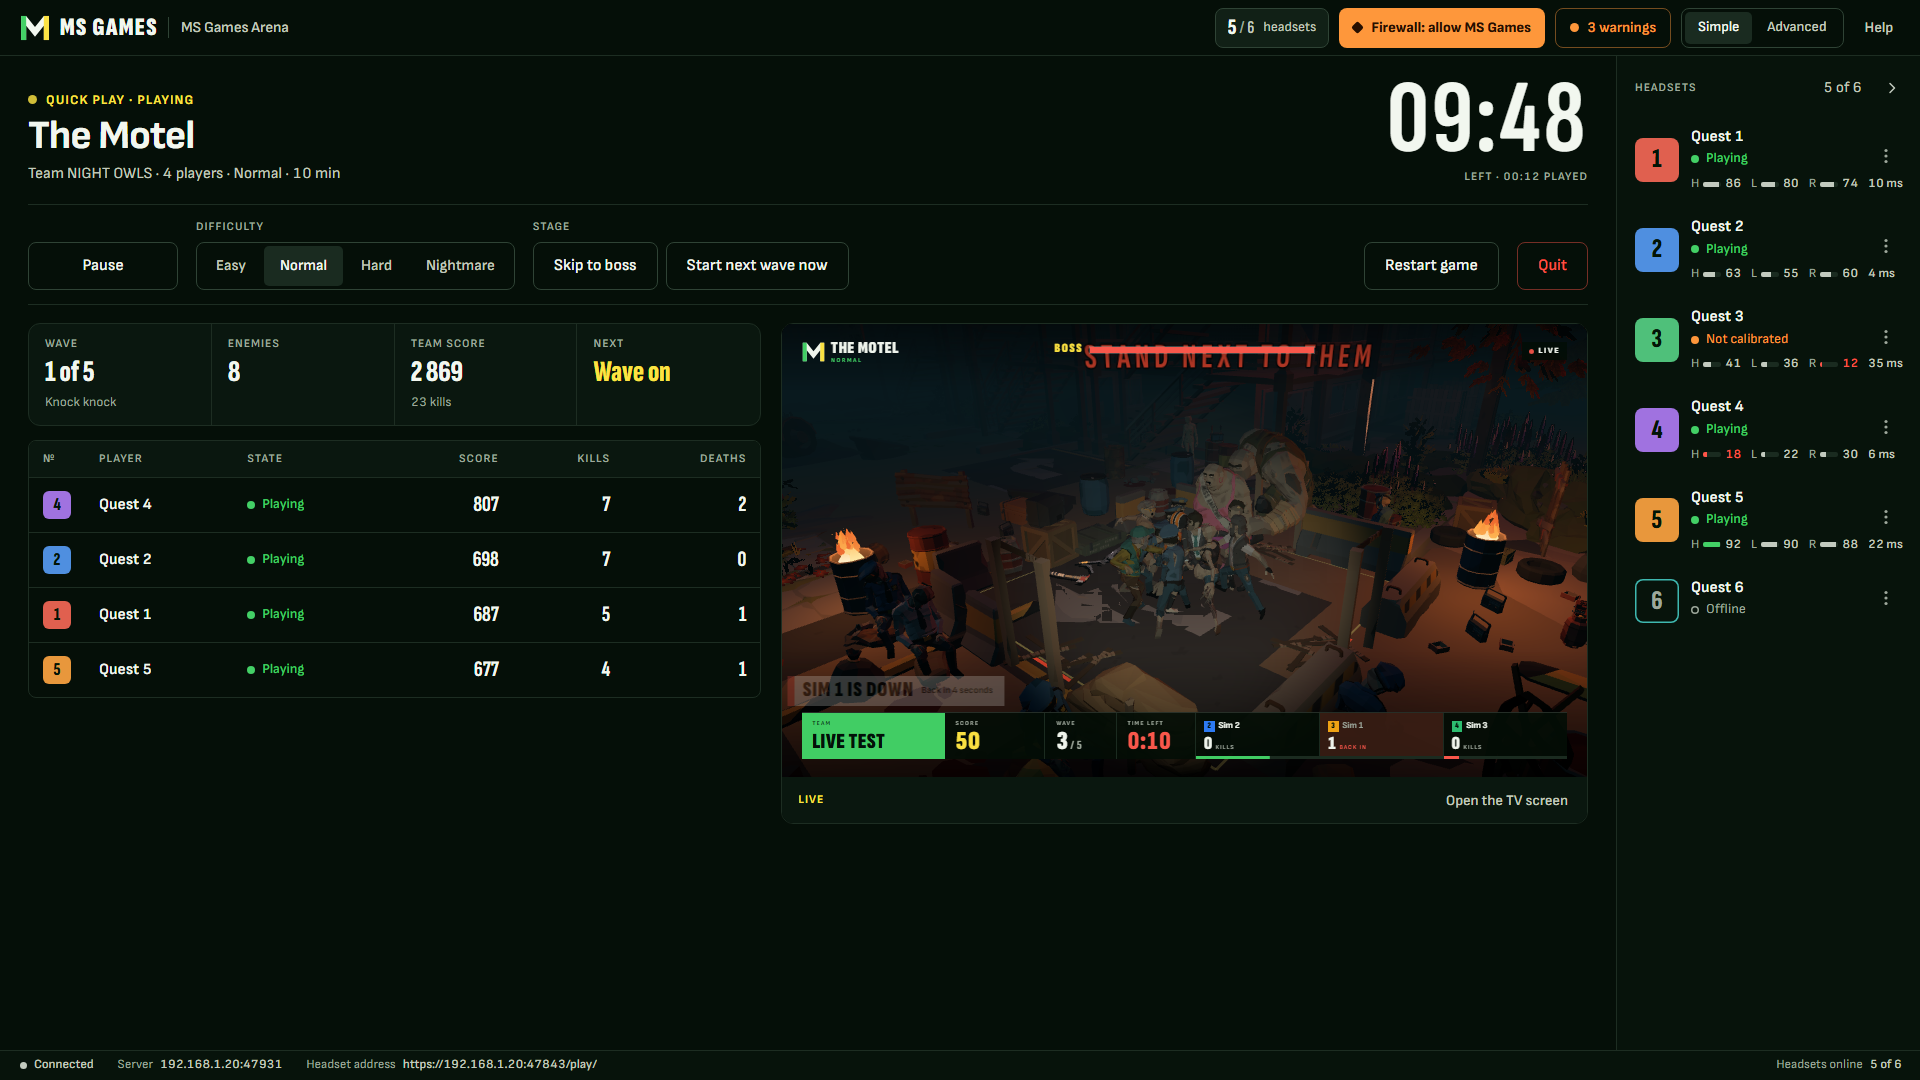 MS GAMES
MS Games Arena
5 / 6 headsets
Firewall: allow MS Games
3 warnings
Simple
Advanced
Help
QUICK PLAY · PLAYING
The Motel
Team NIGHT OWLS · 4 players · Normal · 10 min
09:48
LEFT · 00:12 PLAYED
DIFFICULTY
STAGE
Pause
Easy
Normal
Hard
Nightmare
Skip to boss
Start next wave now
Restart game
Quit
WAVE
1 of 5
Knock knock
ENEMIES
8
TEAM SCORE
2 869
23 kills
NEXT
Wave on
Nº PLAYER STATE SCORE KILLS DEATHS
4 Quest 4 Playing 807 7 2
2 Quest 2 Playing 698 7 0
1 Quest 1 Playing 687 5 1
5 Quest 5 Playing 677 4 1
THE MOTEL
NORMAL
BOSS
STAND NEXT TO THEM
LIVE
SIM 1 IS DOWN Back in 4 seconds
TEAM
LIVE TEST
SCORE
50
WAVE
3 / 5
TIME LEFT
0:10
2 Sim 2
0 KILLS
3 Sim 1
1 BACK IN
4 Sim 3
0 KILLS
LIVE
Open the TV screen
HEADSETS
5 of 6
1
Quest 1
Playing
H 86 L 80 R 74 10 ms
2
Quest 2
Playing
H 63 L 55 R 60 4 ms
3
Quest 3
Not calibrated
H 41 L 36 R 12 35 ms
4
Quest 4
Playing
H 18 L 22 R 30 6 ms
5
Quest 5
Playing
H 92 L 90 R 88 22 ms
6
Quest 6
Offline
Connected
Server 192.168.1.20:47931
Headset address https://192.168.1.20:47843/play/
Headsets online 5 of 6